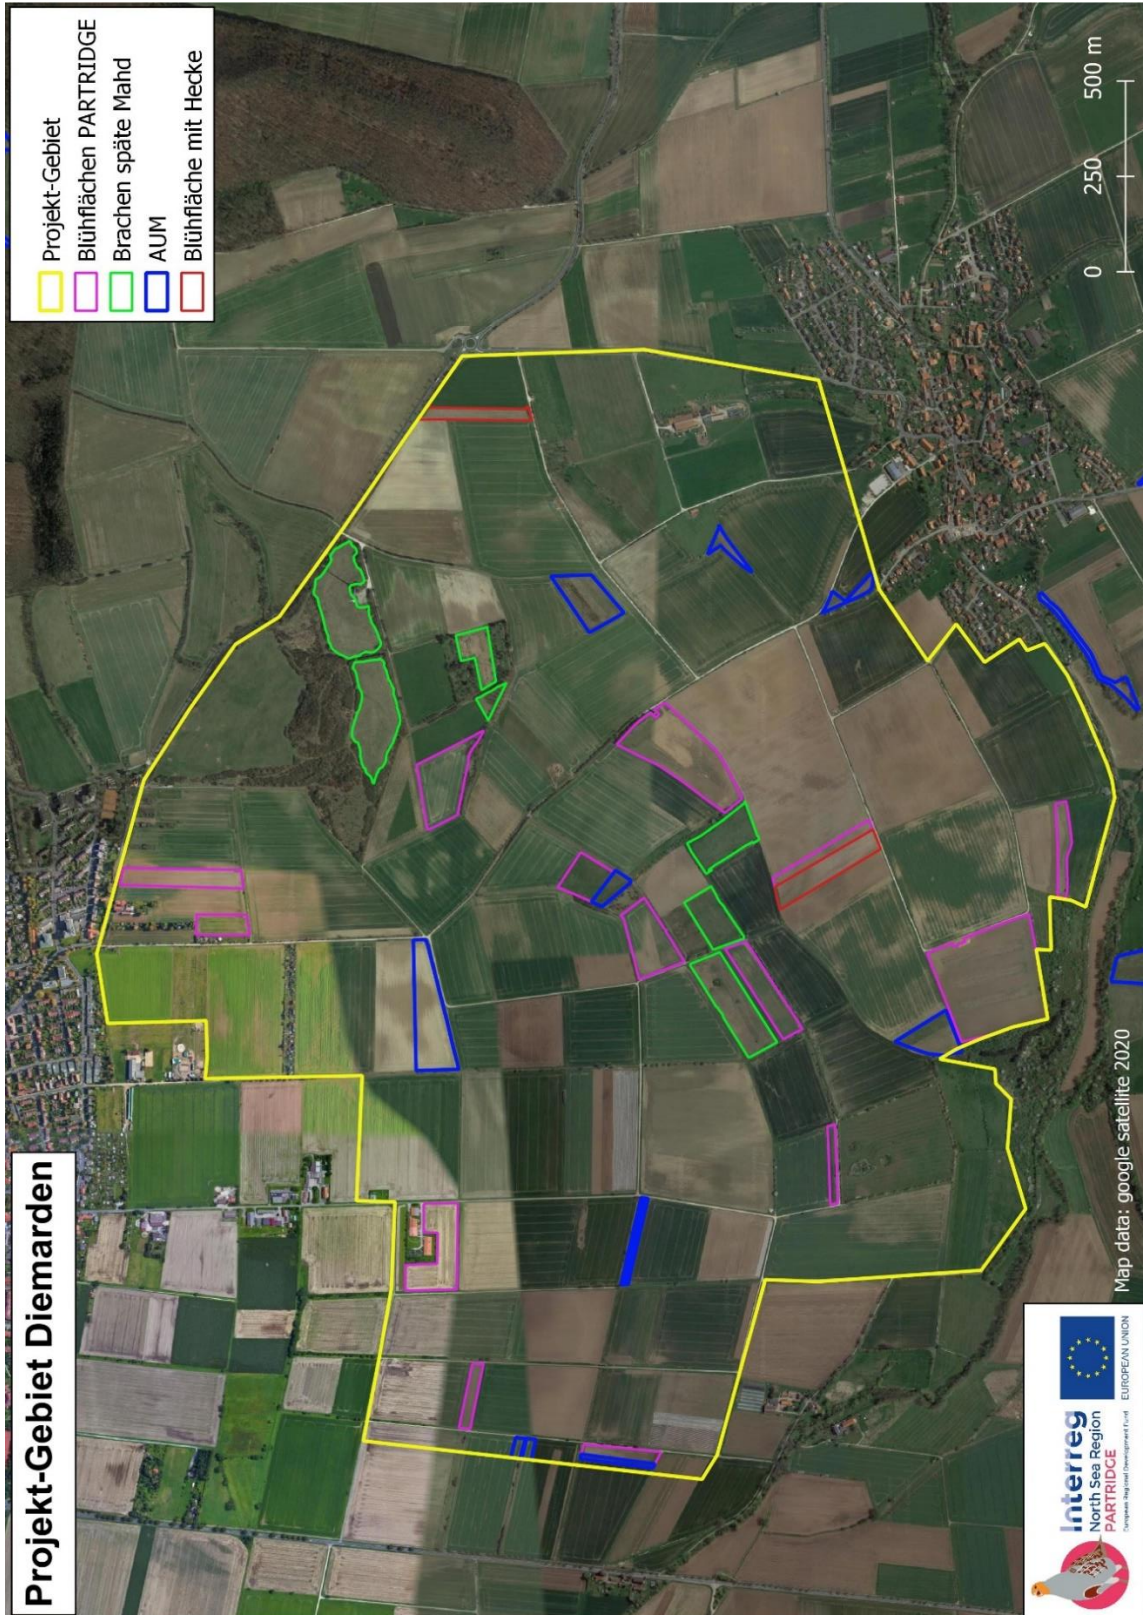 Projekt-Gebiet Diemarden
Projekt-Gebiet
Blühflächen PARTRIDGE
Brachen späte Mahd
AUM
Blühfläche mit Hecke
Interreg
North Sea Region
PARTRIDGE
European Regional Development Fund
EUROPEAN UNION
Map data: google satellite 2020
0 250 500 m